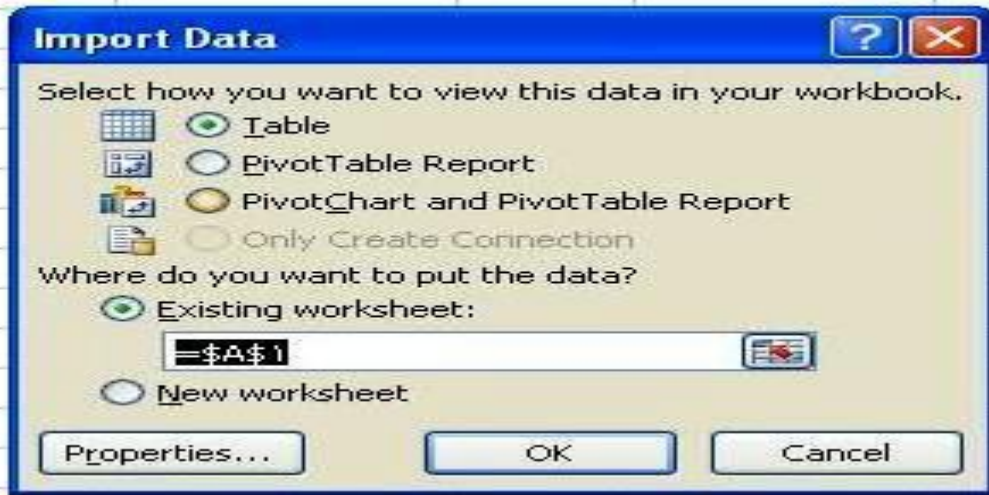 Import Data
Select how you want to view this data in your workbook.
Table
PivotTable Report
PivotChart and PivotTable Report
Only Create Connection
Where do you want to put the data?
Existing worksheet:
=$A$١
New worksheet
Properties...
OK
Cancel